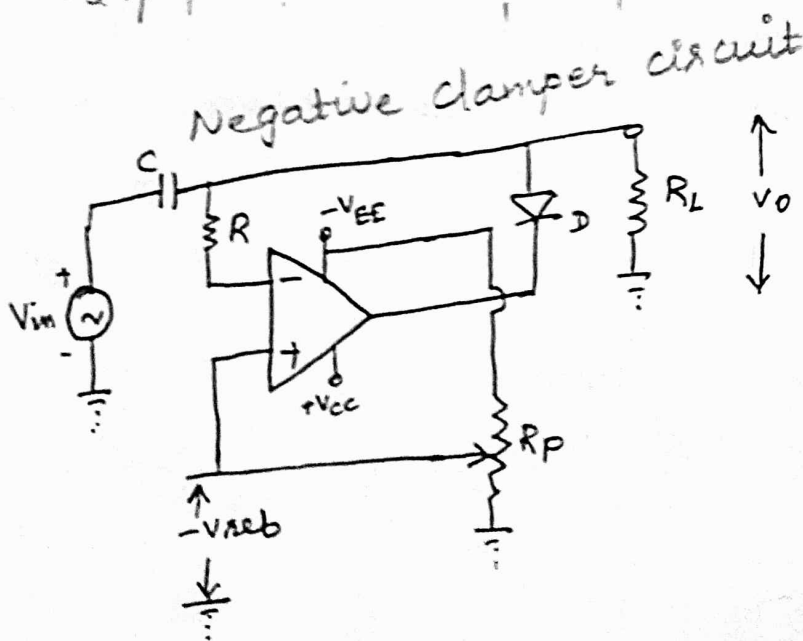 Negative clamper circuit
C
R
-VEE
D
RL
Vo
Vin
+
-
-
+
+VCC
Rp
-Vref